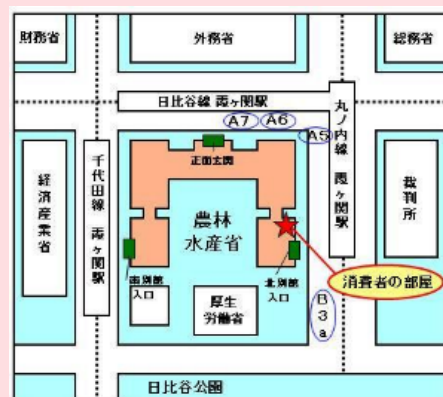 財務省
外務省
総務省
日比谷線 霞ヶ関駅
A7
A6
A5
丸ノ内線 霞ヶ関駅
正面玄関
経済産業省
千代田線 霞ヶ関駅
農林
水産省
裁判所
南別館
入口
北別館
入口
消費者の部屋
厚生
労働省
B3a
日比谷公園